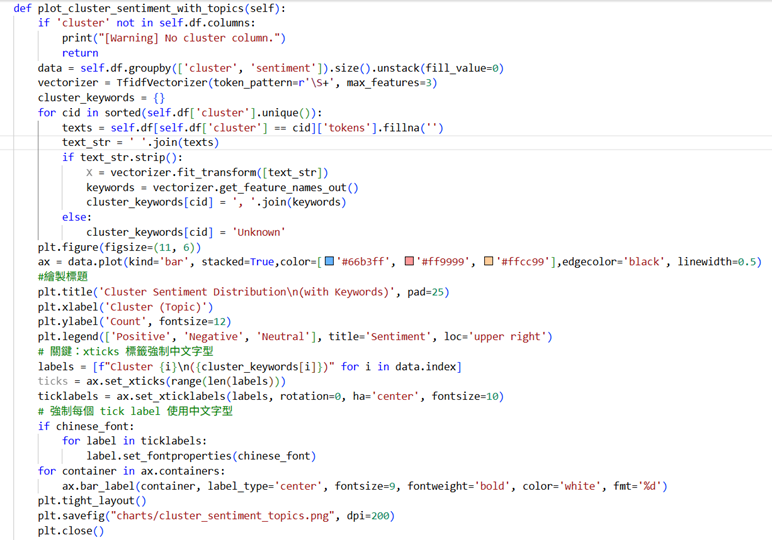 def plot_cluster_sentiment_with_topics(self):
    if 'cluster' not in self.df.columns:
        print("[Warning] No cluster column.")
        return
    data = self.df.groupby(['cluster', 'sentiment']).size().unstack(fill_value=0)
    vectorizer = TfidfVectorizer(token_pattern=r'\S+', max_features=3)
    cluster_keywords = {}
    for cid in sorted(self.df['cluster'].unique()):
        texts = self.df[self.df['cluster'] == cid]['tokens'].fillna('')
        text_str = ' '.join(texts)
        if text_str.strip():
            X = vectorizer.fit_transform([text_str])
            keywords = vectorizer.get_feature_names_out()
            cluster_keywords[cid] = ', '.join(keywords)
        else:
            cluster_keywords[cid] = 'Unknown'
    plt.figure(figsize=(11, 6))
    ax = data.plot(kind='bar', stacked=True,color=['#66b3ff', '#ff9999', '#ffcc99'],edgecolor='black', linewidth=0.5)
    #繪製標題
    plt.title('Cluster Sentiment Distribution\n(with Keywords)', pad=25)
    plt.xlabel('Cluster (Topic)')
    plt.ylabel('Count', fontsize=12)
    plt.legend(['Positive', 'Negative', 'Neutral'], title='Sentiment', loc='upper right')
    # 關鍵：xticks 標籤強制中文字型
    labels = [f"Cluster {i}\n({cluster_keywords[i]})" for i in data.index]
    ticks = ax.set_xticks(range(len(labels)))
    ticklabels = ax.set_xticklabels(labels, rotation=0, ha='center', fontsize=10)
    # 強制每個 tick label 使用中文字型
    if chinese_font:
        for label in ticklabels:
            label.set_fontproperties(chinese_font)
    for container in ax.containers:
        ax.bar_label(container, label_type='center', fontsize=9, fontweight='bold', color='white', fmt='%d')
    plt.tight_layout()
    plt.savefig("charts/cluster_sentiment_topics.png", dpi=200)
    plt.close()